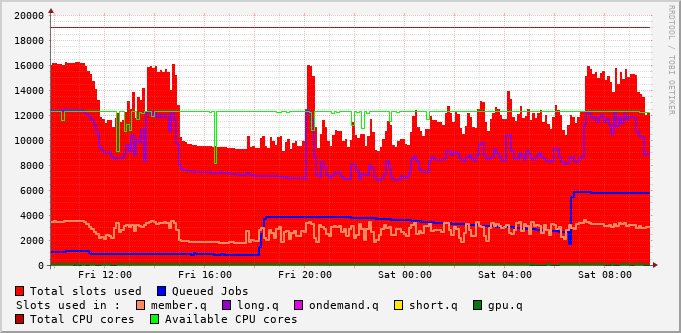 RRDTOOL / TOBI OETIKER
20000
18000
16000
14000
12000
10000
8000
6000
4000
2000
0
Fri 12:00 Fri 16:00 Fri 20:00 Sat 00:00 Sat 04:00 Sat 08:00
Total slots used Queued Jobs
Slots used in : member.q long.q ondemand.q short.q gpu.q
Total CPU cores Available CPU cores